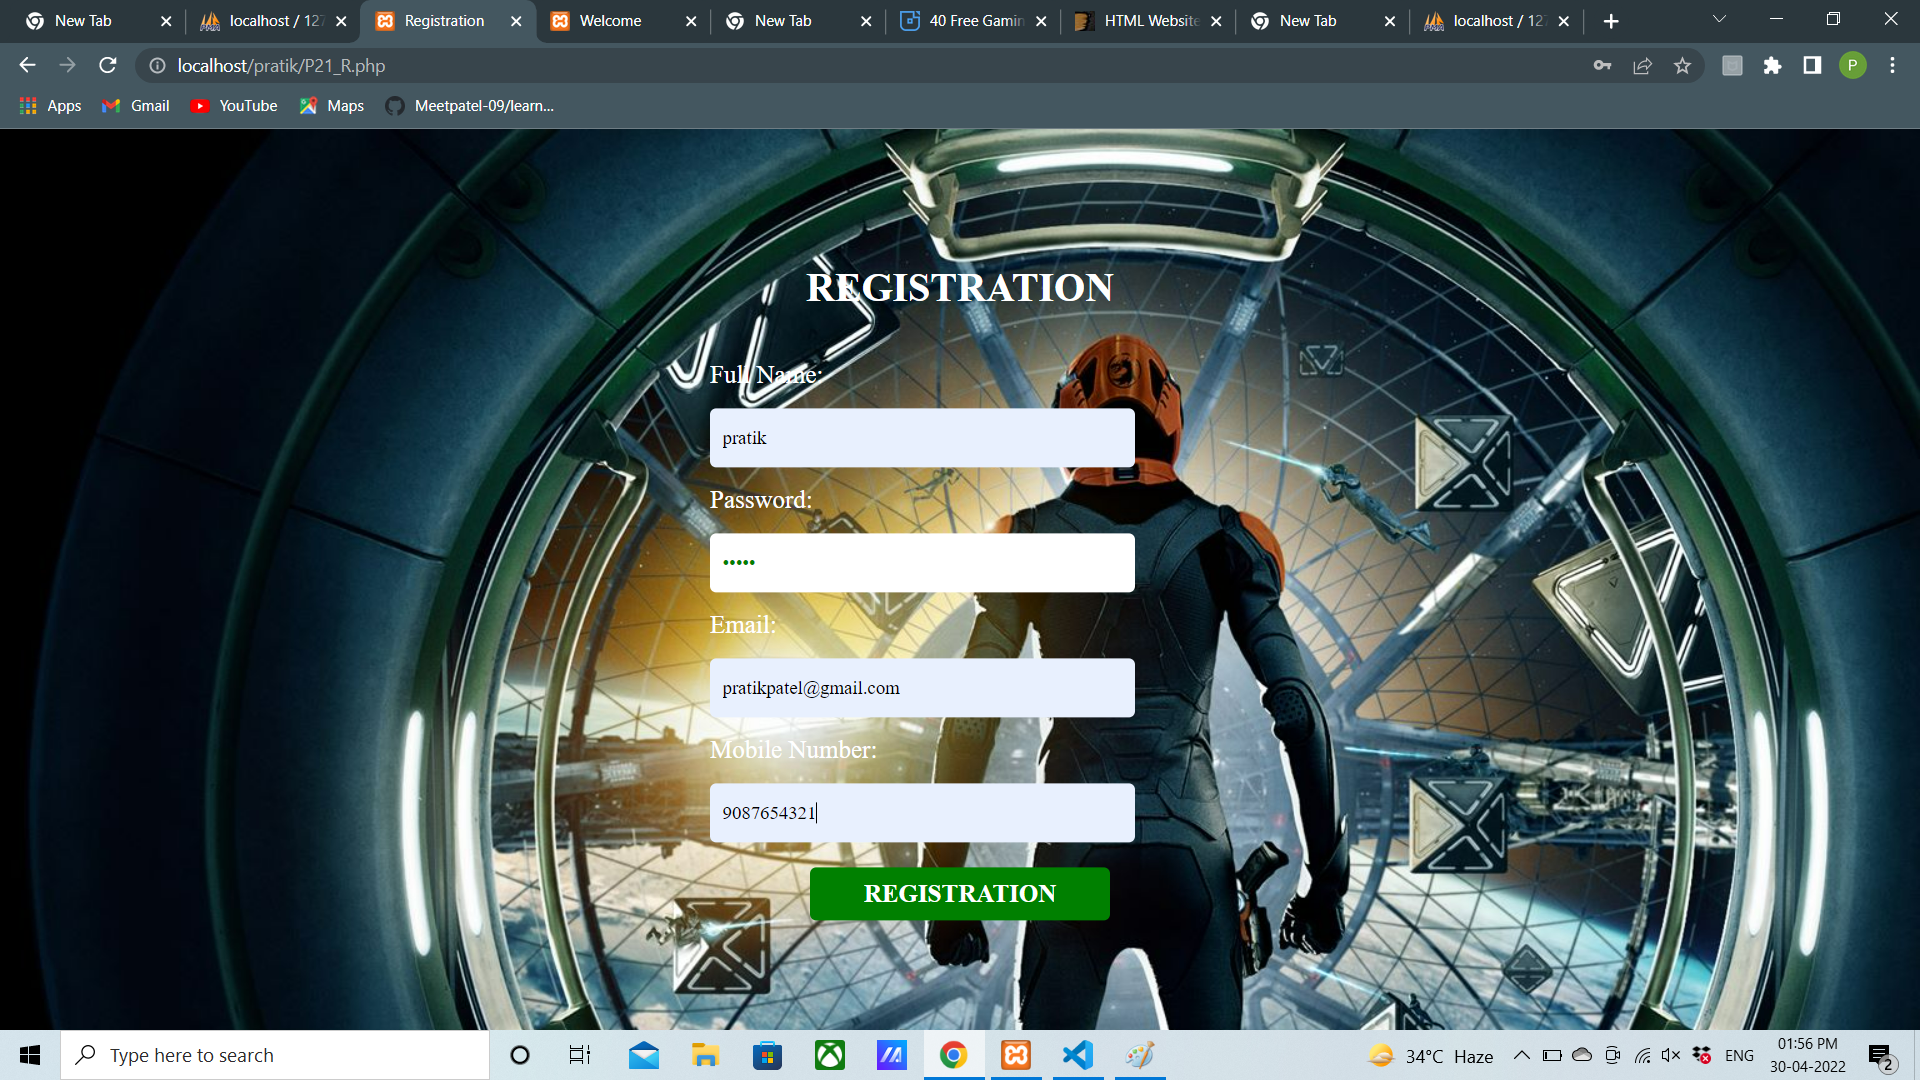 New Tab
localhost / 127
Registration
Welcome
New Tab
40 Free Gamin
HTML Website
New Tab
localhost / 127
localhost/pratik/P21_R.php
P
Apps
Gmail
YouTube
Maps
Meetpatel-09/learn...
REGISTRATION
Full Name:
pratik
Password:
•••••
Email:
pratikpatel@gmail.com
Mobile Number:
9087654321
REGISTRATION
Type here to search
34°C Haze
ENG
01:56 PM
30-04-2022
2